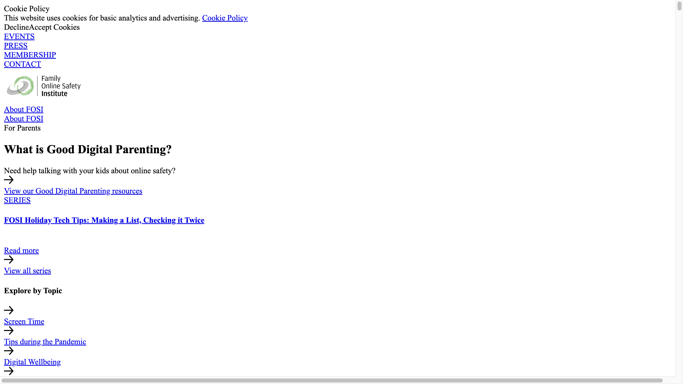 Cookie Policy
This website uses cookies for basic analytics and advertising. Cookie Policy
DeclineAccept Cookies
EVENTS
PRESS
MEMBERSHIP
CONTACT
Family
Online Safety
Institute
About FOSI
About FOSI
For Parents
What is Good Digital Parenting?
Need help talking with your kids about online safety?
View our Good Digital Parenting resources
SERIES
FOSI Holiday Tech Tips: Making a List, Checking it Twice
Read more
View all series
Explore by Topic
Screen Time
Tips during the Pandemic
Digital Wellbeing